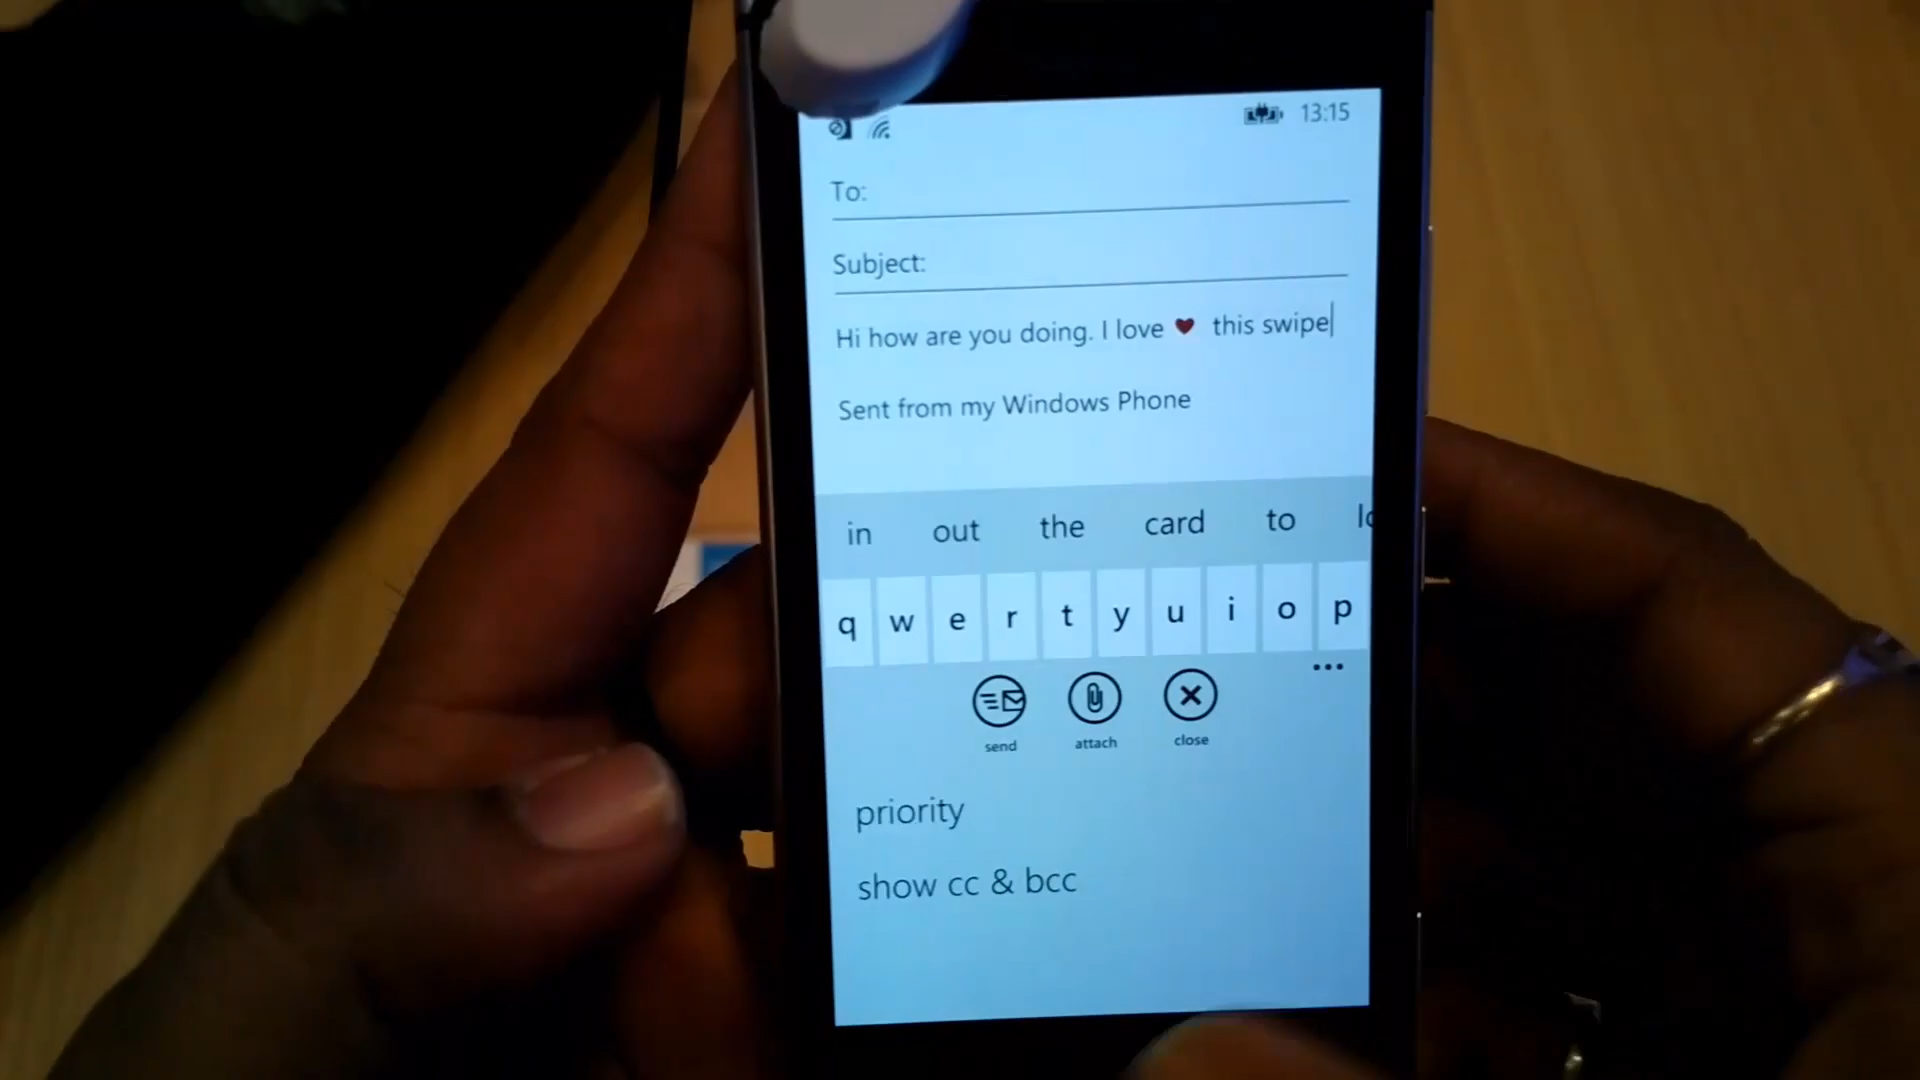 13:15
To:
Subject:
Hi how are you doing. I love ❤ this swipe
Sent from my Windows Phone
in out the card to lo
q w e r t y u i o p
send attach close
priority
show cc & bcc